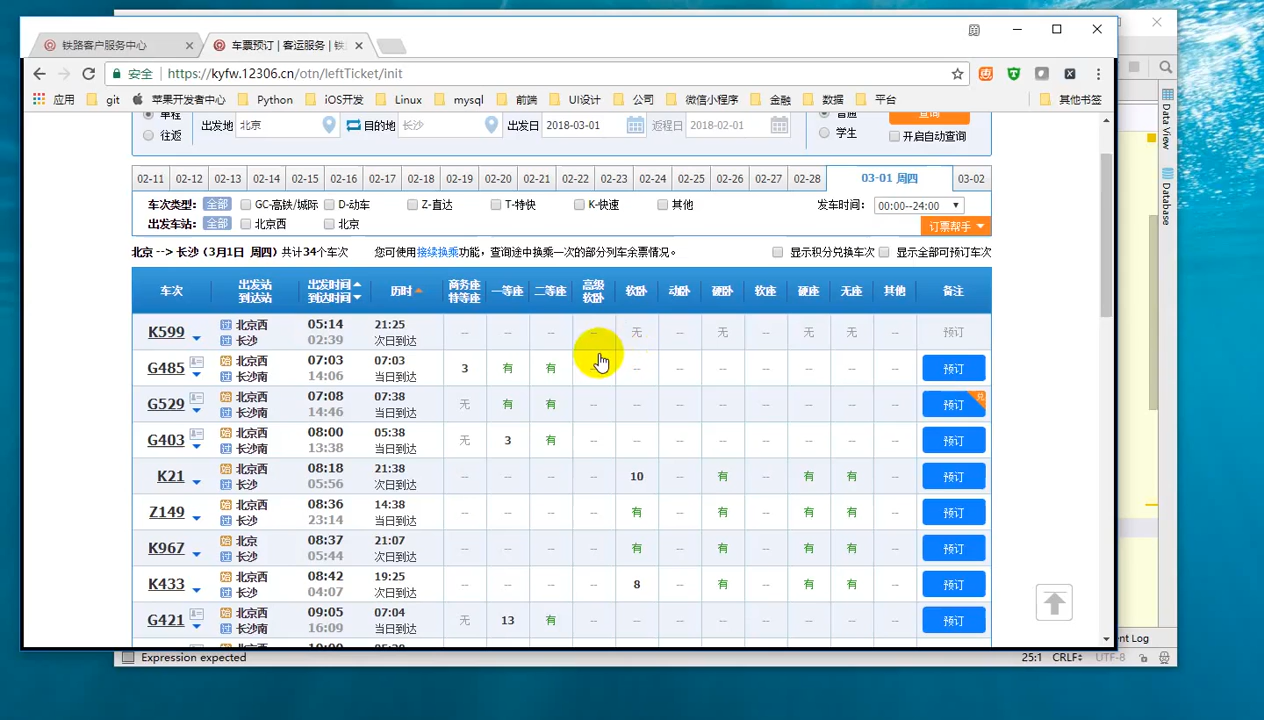 铁路客户服务中心
车票预订 | 客运服务 | 铁
安全 https://kyfw.12306.cn/otn/leftTicket/init
应用 git 苹果开发者中心 Python iOS开发 Linux mysql 前端 UI设计 公司 微信小程序 金融 数据 平台 其他书签
单程 出发地 北京 目的地 长沙 出发日 2018-03-01 返程日 2018-02-01 普通 查询
往返 学生 开启自动查询
02-11 02-12 02-13 02-14 02-15 02-16 02-17 02-18 02-19 02-20 02-21 02-22 02-23 02-24 02-25 02-26 02-27 02-28 03-01 周四 03-02
车次类型: 全部 GC-高铁/城际 D-动车 Z-直达 T-特快 K-快速 其他 发车时间: 00:00--24:00
出发车站: 全部 北京西 北京
订票帮手
北京 --> 长沙（3月1日 周四）共计34个车次 您可使用接续换乘功能，查询途中换乘一次的部分列车余票情况。 显示积分兑换车次 显示全部可预订车次
车次 出发站 到达站 出发时间 到达时间 历时 商务座 特等座 一等座 二等座 高级 软卧 软卧 动卧 硬卧 软座 硬座 无座 其他 备注
K599 过 北京西 05:14 21:25 -- -- -- -- 无 -- 无 -- 无 无 -- 预订
过 长沙 02:39 次日到达
G485 始 北京西 07:03 07:03 3 有 有 -- -- -- -- -- -- -- -- 预订
过 长沙南 14:06 当日到达
G529 始 北京西 07:08 07:38 无 有 有 -- -- -- -- -- -- -- -- 预订 兑
过 长沙南 14:46 当日到达
G403 始 北京西 08:00 05:38 无 3 有 -- -- -- -- -- -- -- -- 预订
过 长沙南 13:38 当日到达
K21 始 北京西 08:18 21:38 -- -- -- -- 10 -- 有 -- 有 有 -- 预订
过 长沙 05:56 次日到达
Z149 始 北京西 08:36 14:38 -- -- -- -- 有 -- 有 -- 有 有 -- 预订
过 长沙 23:14 当日到达
K967 始 北京 08:37 21:07 -- -- -- -- 有 -- 有 -- 有 有 -- 预订
过 长沙 05:44 次日到达
K433 始 北京西 08:42 19:25 -- -- -- -- 8 -- 有 -- 有 有 -- 预订
过 长沙 04:07 次日到达
G421 始 北京西 09:05 07:04 无 13 有 -- -- -- -- -- -- -- -- 预订
过 长沙南 16:09 当日到达
Data View
Database
nt Log
Expression expected 25:1 CRLF UTF-8